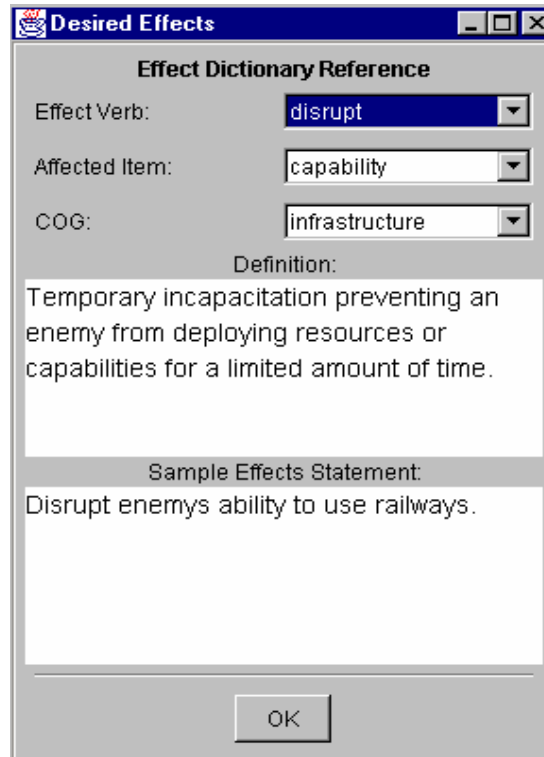 Desired Effects
Effect Dictionary Reference
Effect Verb: disrupt
Affected Item: capability
COG: infrastructure
Definition:
Temporary incapacitation preventing an
enemy from deploying resources or
capabilities for a limited amount of time.
Sample Effects Statement:
Disrupt enemys ability to use railways.
OK